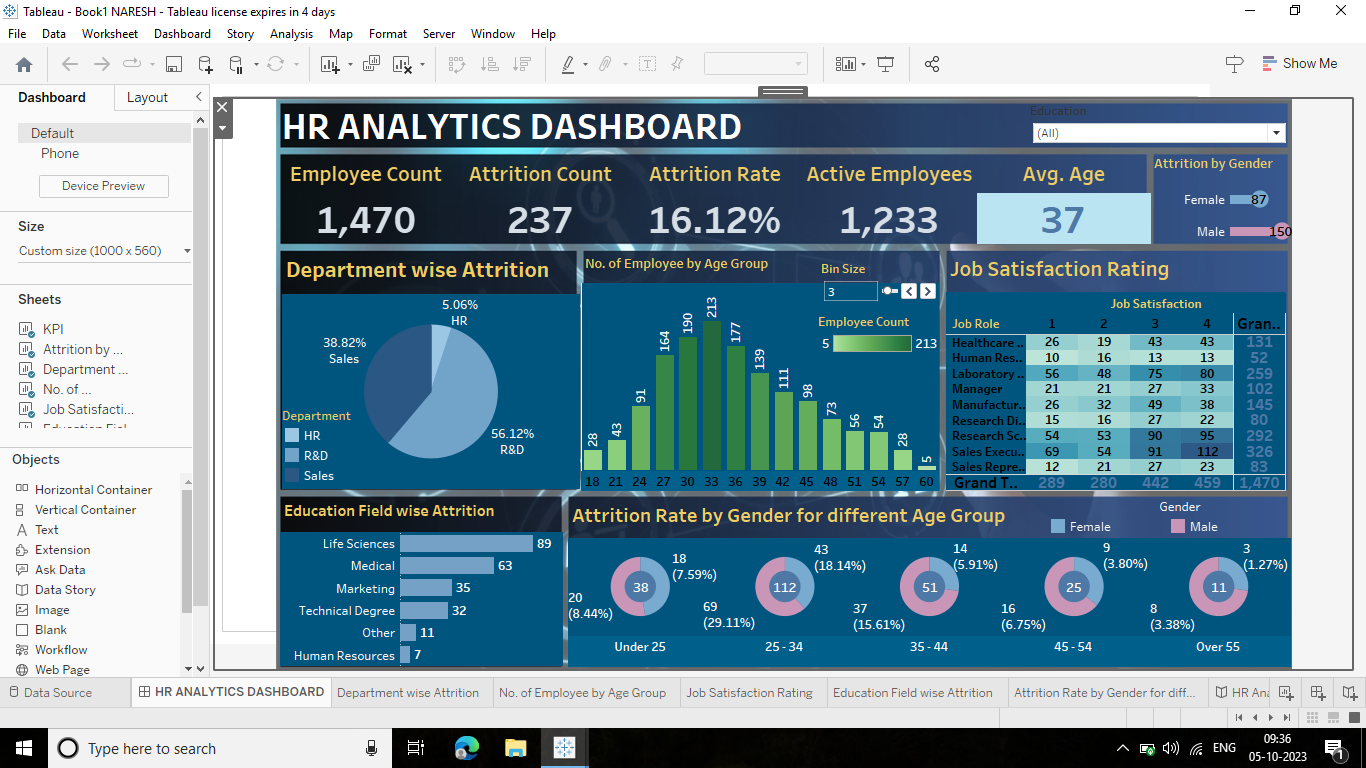 Tableau - Book1 NARESH - Tableau license expires in 4 days
File Data Worksheet Dashboard Story Analysis Map Format Server Window Help
Show Me
Dashboard Layout
Default
Phone
Device Preview
Size
Custom size (1000 x 560)
Sheets
KPI
Attrition by ...
Department ...
No. of ...
Job Satisfacti...
Objects
Horizontal Container
Vertical Container
Text
Extension
Ask Data
Data Story
Image
Blank
Workflow
Web Page
HR ANALYTICS DASHBOARD
Education
(All)
Employee Count Attrition Count Attrition Rate Active Employees Avg. Age
1,470 237 16.12% 1,233 37
Attrition by Gender
Female 87
Male 150
Department wise Attrition
5.06%
HR
38.82%
Sales
56.12%
R&D
Department
HR
R&D
Sales
No. of Employee by Age Group
Bin Size
3
Employee Count
5 213
28 43 91 164 190 213 177 139 111 98 73 56 54 28 5
18 21 24 27 30 33 36 39 42 45 48 51 54 57 60
Job Satisfaction Rating
Job Satisfaction
Job Role 1 2 3 4 Gran..
Healthcare .. 26 19 43 43 131
Human Res.. 10 16 13 13 52
Laboratory .. 56 48 75 80 259
Manager 21 21 27 33 102
Manufactur.. 26 32 49 38 145
Research Di.. 15 16 27 22 80
Research Sc.. 54 53 90 95 292
Sales Execu.. 69 54 91 112 326
Sales Repre.. 12 21 27 23 83
Grand T.. 289 280 442 459 1,470
Education Field wise Attrition
Life Sciences 89
Medical 63
Marketing 35
Technical Degree 32
Other 11
Human Resources 7
Attrition Rate by Gender for different Age Group
Gender
Female Male
18
(7.59%)
38
20
(8.44%)
Under 25
43
(18.14%)
112
69
(29.11%)
25 - 34
14
(5.91%)
51
37
(15.61%)
35 - 44
9
(3.80%)
25
16
(6.75%)
45 - 54
3
(1.27%)
11
8
(3.38%)
Over 55
Data Source HR ANALYTICS DASHBOARD Department wise Attrition No. of Employee by Age Group Job Satisfaction Rating Education Field wise Attrition Attrition Rate by Gender for diff... HR Ana
Type here to search
ENG
09:36
05-10-2023
1